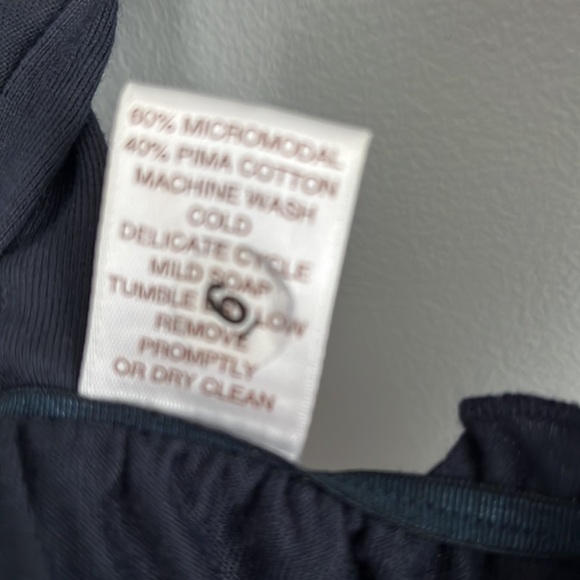 60% MICROMODAL
40% PIMA COTTON
MACHINE WASH
COLD
DELICATE CYCLE
MILD SOAP
TUMBLE LOW
REMOVE
PROMPTLY
OR DRY CLEAN